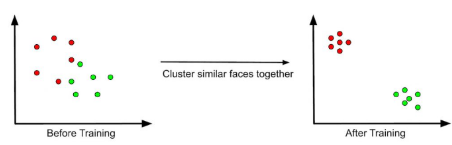 Cluster similar faces together
Before Training
After Training